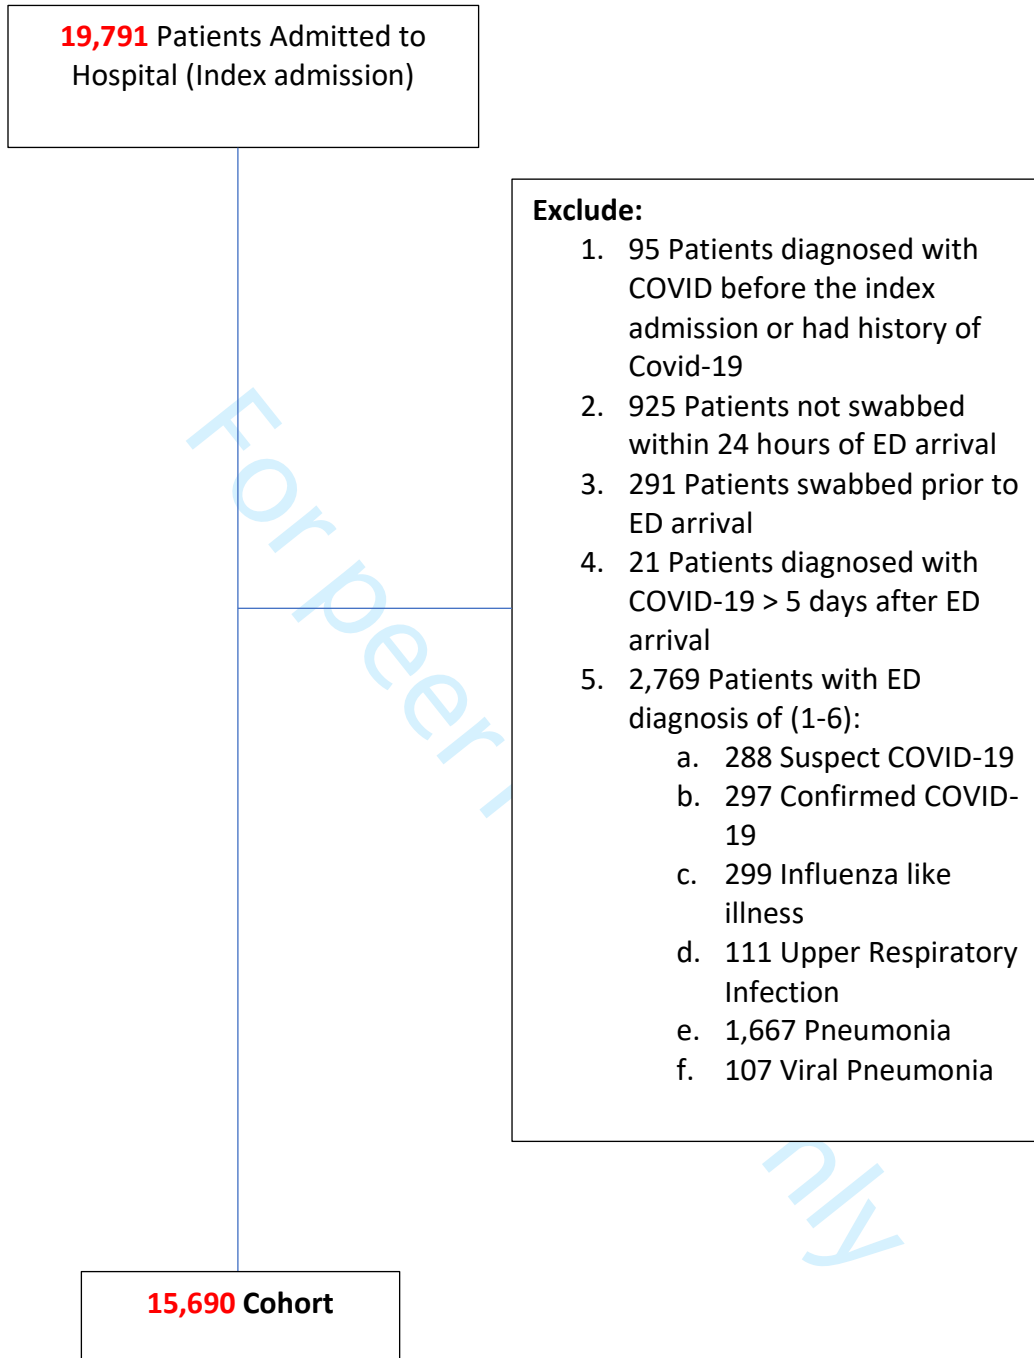 19,791 Patients Admitted to
Hospital (Index admission)
Exclude:
1. 95 Patients diagnosed with
COVID before the index
admission or had history of
Covid-19
2. 925 Patients not swabbed
within 24 hours of ED arrival
3. 291 Patients swabbed prior to
ED arrival
4. 21 Patients diagnosed with
COVID-19 > 5 days after ED
arrival
5. 2,769 Patients with ED
diagnosis of (1-6):
a. 288 Suspect COVID-19
b. 297 Confirmed COVID-
19
c. 299 Influenza like
illness
d. 111 Upper Respiratory
Infection
e. 1,667 Pneumonia
f. 107 Viral Pneumonia
15,690 Cohort
For peer